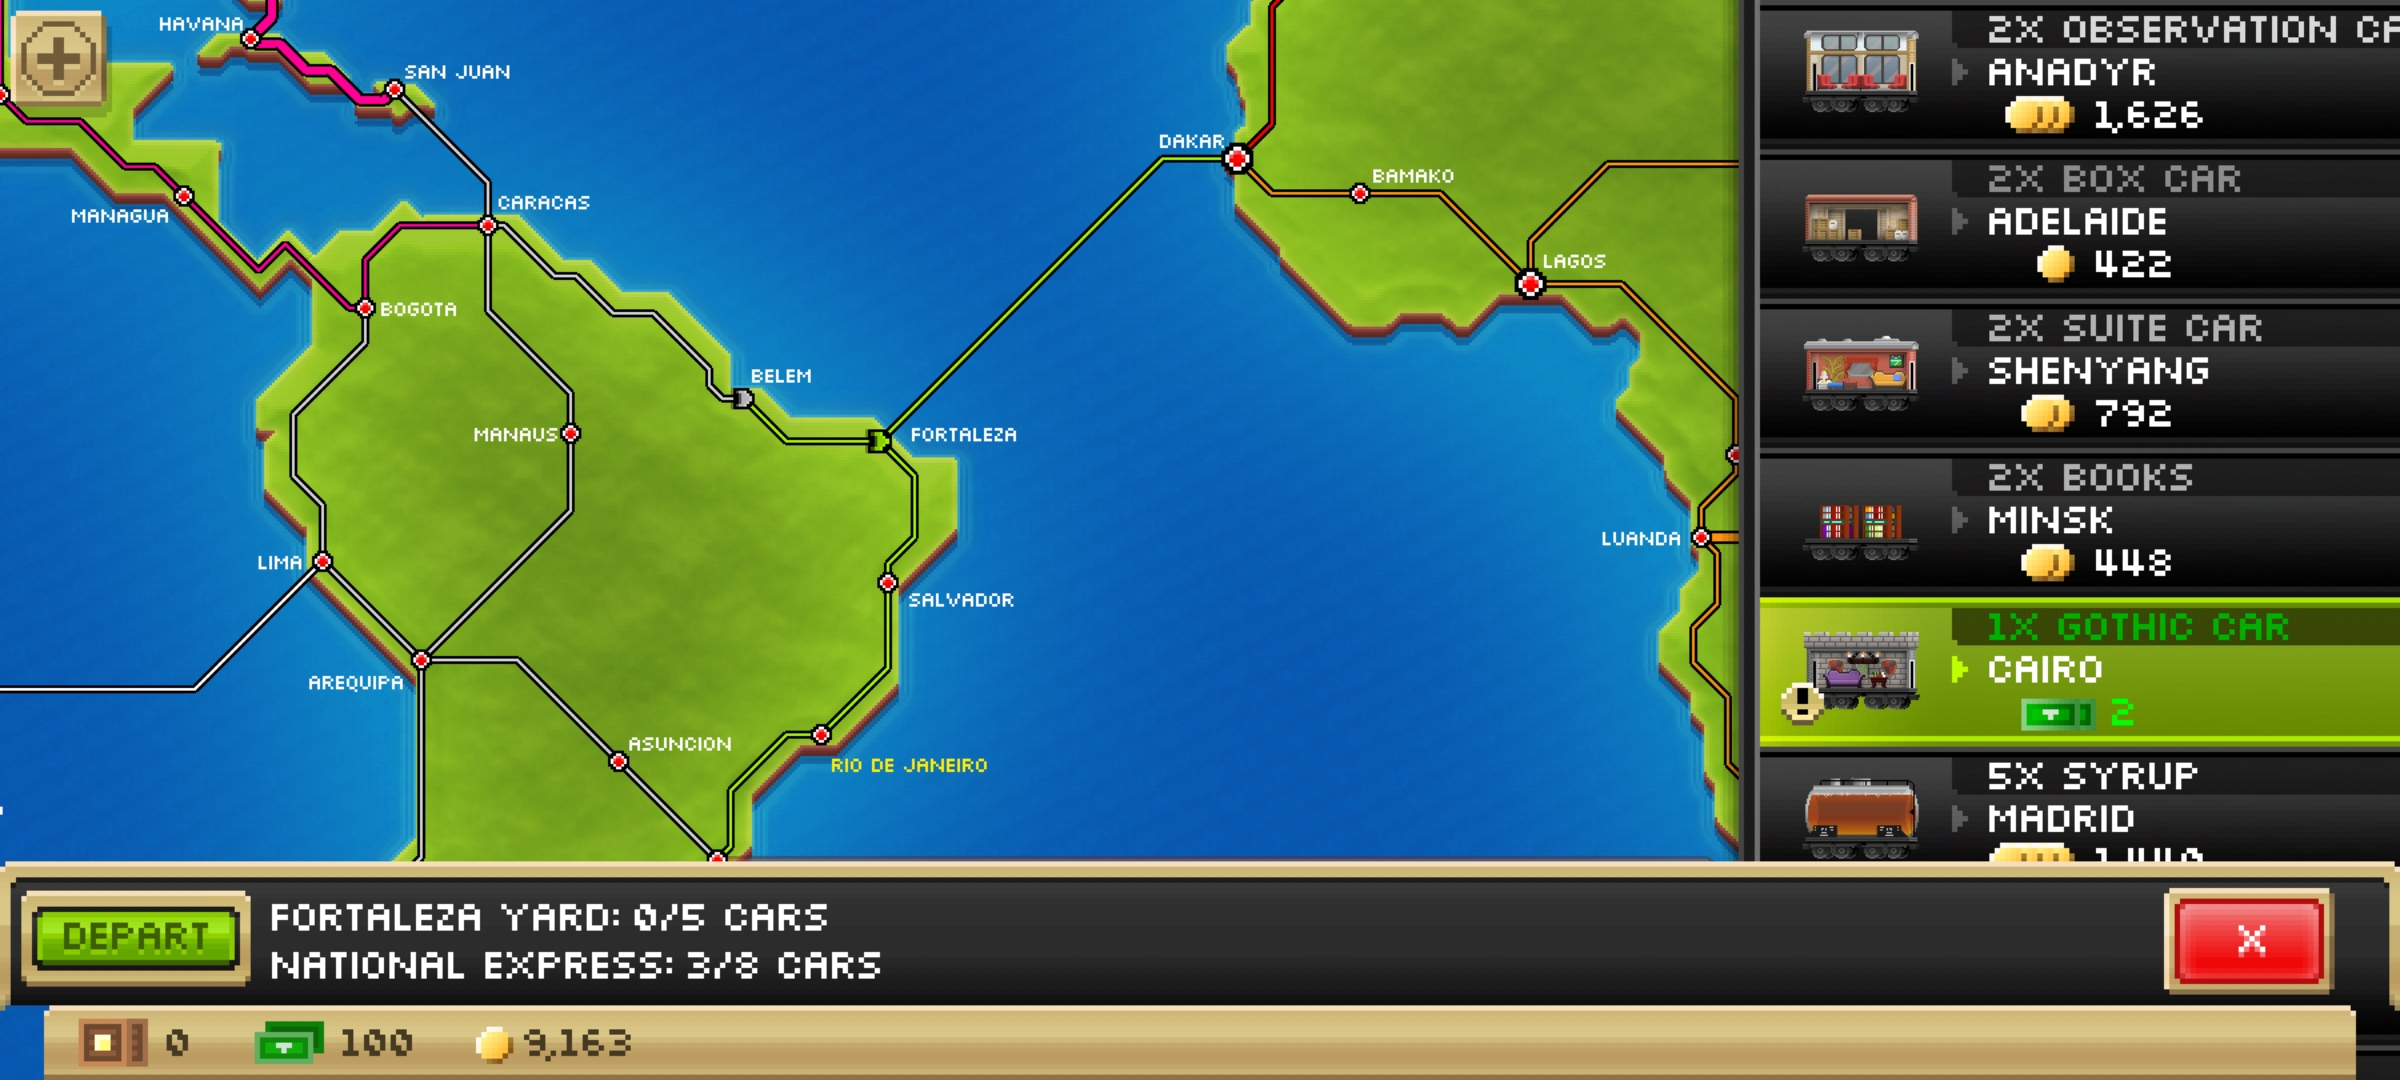 HAVANA
SAN JUAN
MANAGUA
CARACAS
BOGOTA
MANAUS
BELEM
FORTALEZA
DAKAR
BAMAKO
LAGOS
LUANDA
LIMA
AREQUIPA
SALVADOR
ASUNCION
RIO DE JANEIRO
2X OBSERVATION CA
ANADYR
1,626
2X BOX CAR
ADELAIDE
422
2X SUITE CAR
SHENYANG
792
2X BOOKS
MINSK
448
1X GOTHIC CAR
CAIRO
2
5X SYRUP
MADRID
DEPART
FORTALEZA YARD: 0/5 CARS
NATIONAL EXPRESS: 3/8 CARS
X
0
100
9,163